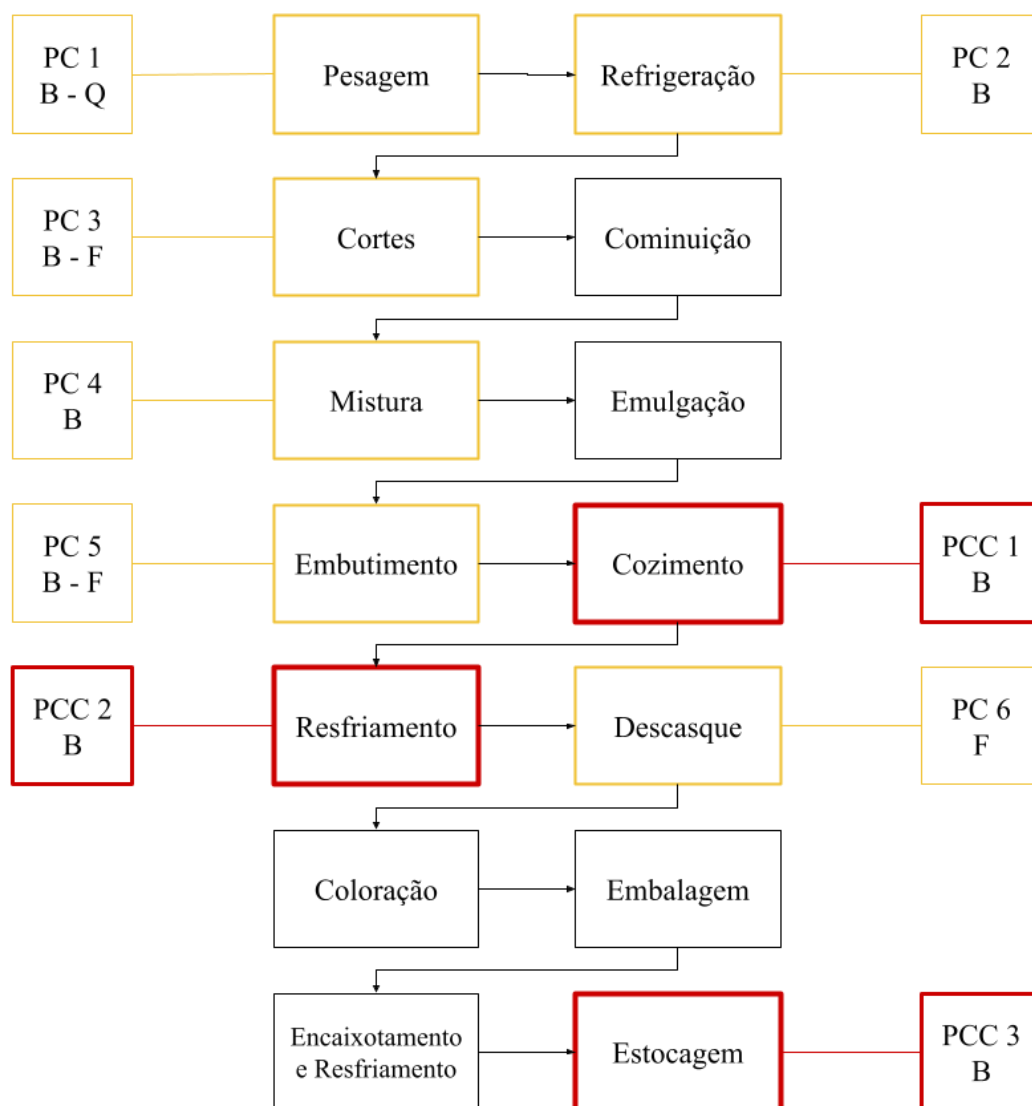 PC 1
B - Q
Pesagem
Refrigeração
PC 2
B
PC 3
B - F
Cortes
Cominuição
PC 4
B
Mistura
Emulgação
PC 5
B - F
Embutimento
Cozimento
PCC 1
B
PCC 2
B
Resfriamento
Descasque
PC 6
F
Coloração
Embalagem
Encaixotamento
e Resfriamento
Estocagem
PCC 3
B